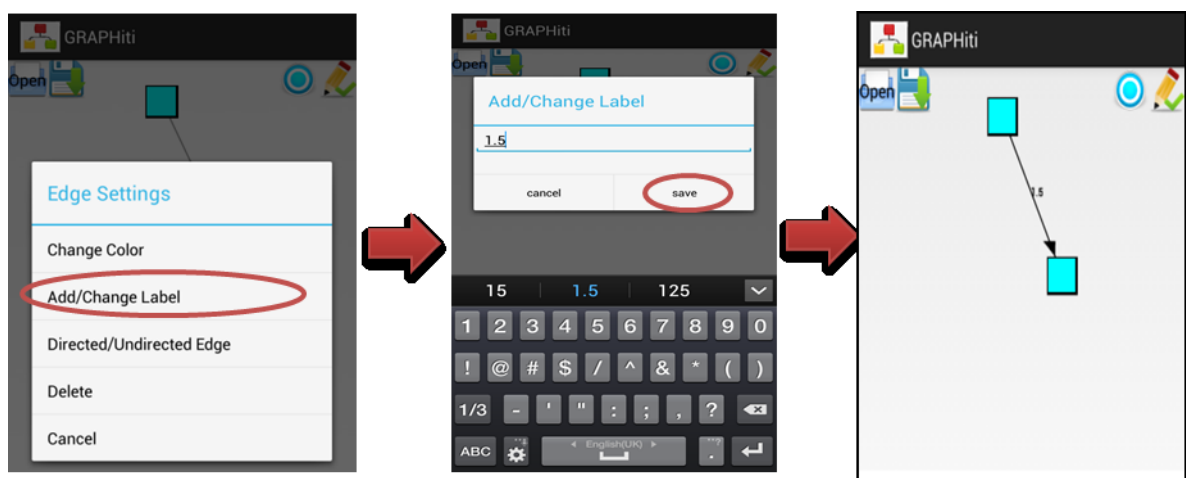 GRAPHiti
Open
Edge Settings
Change Color
Add/Change Label
Directed/Undirected Edge
Delete
Cancel
GRAPHiti
Open
Add/Change Label
1.5
cancel save
15 1.5 125
1 2 3 4 5 6 7 8 9 0
! @ # $ / ^ & * ( )
1/3 - ' " : ; , ?
ABC English(UK) .
GRAPHiti
Open
1.5